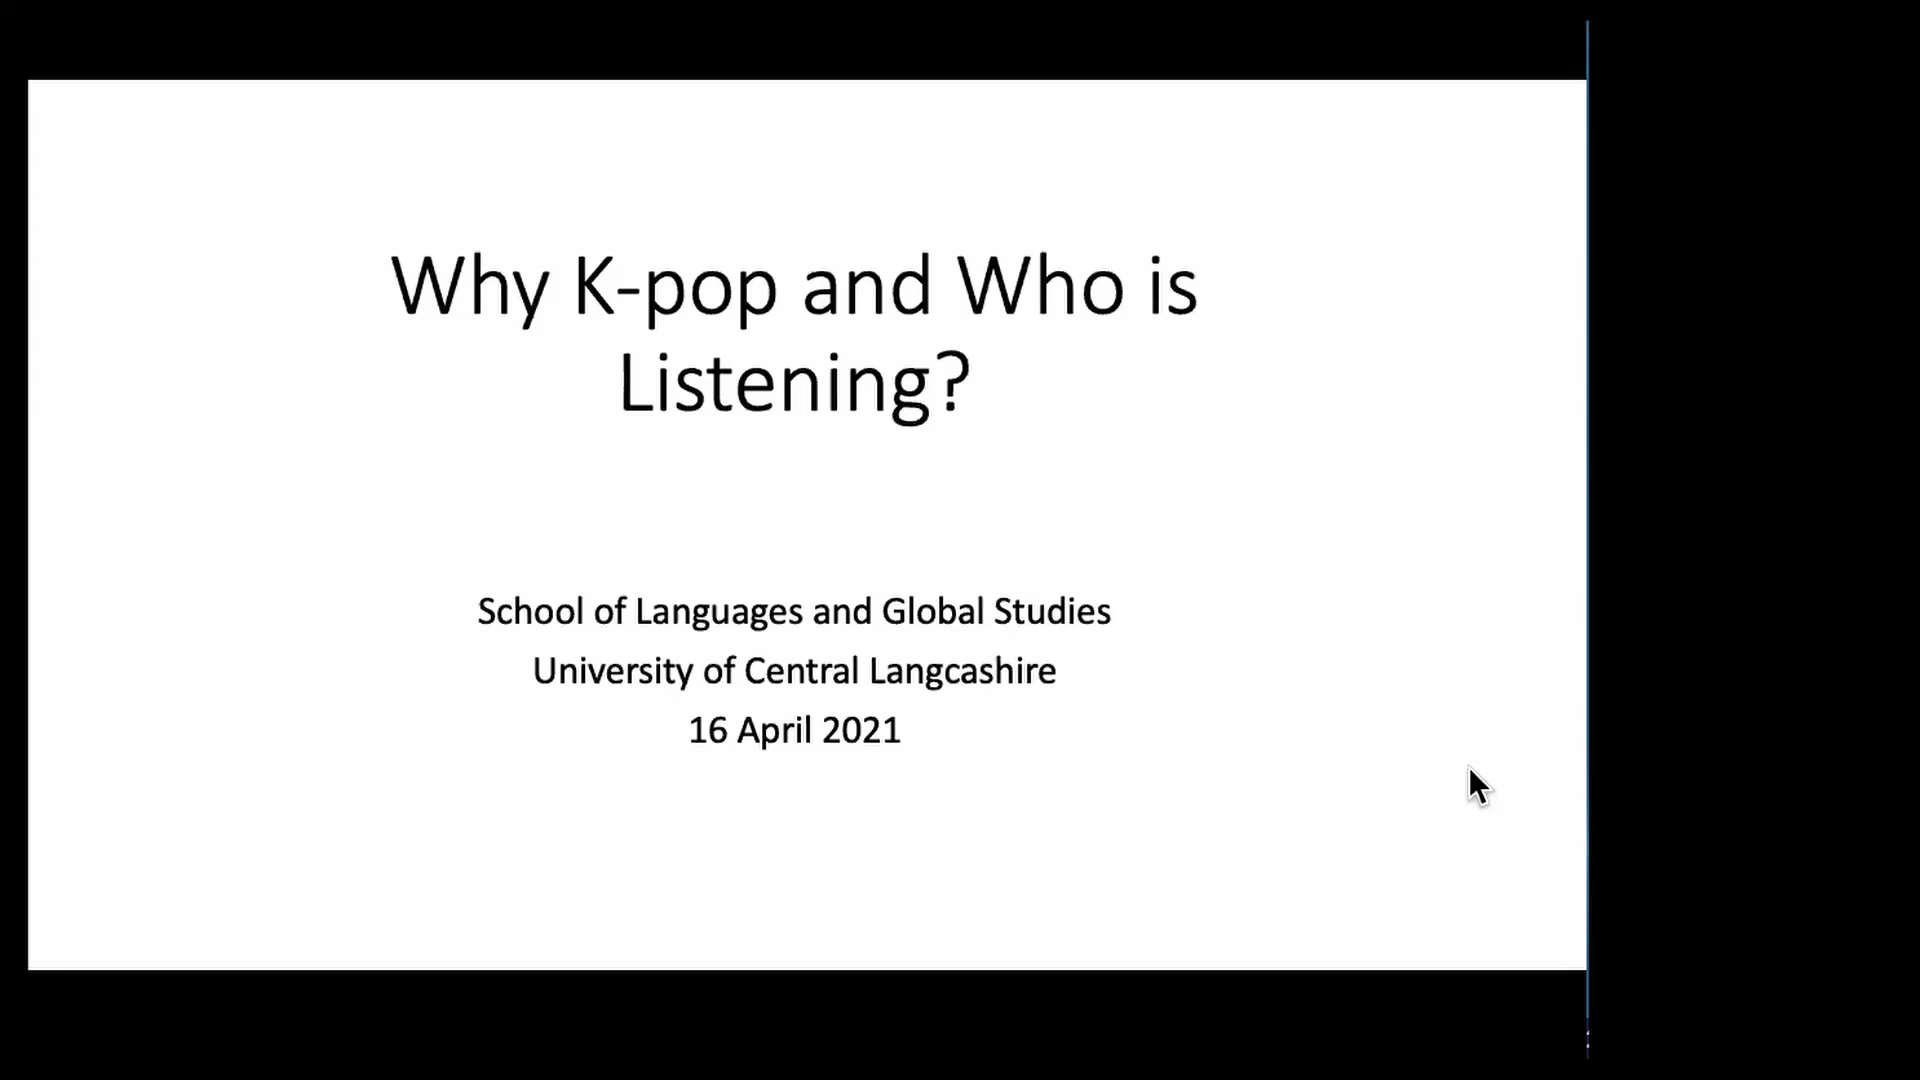 Why K-pop and Who is
Listening?
School of Languages and Global Studies
University of Central Langcashire
16 April 2021